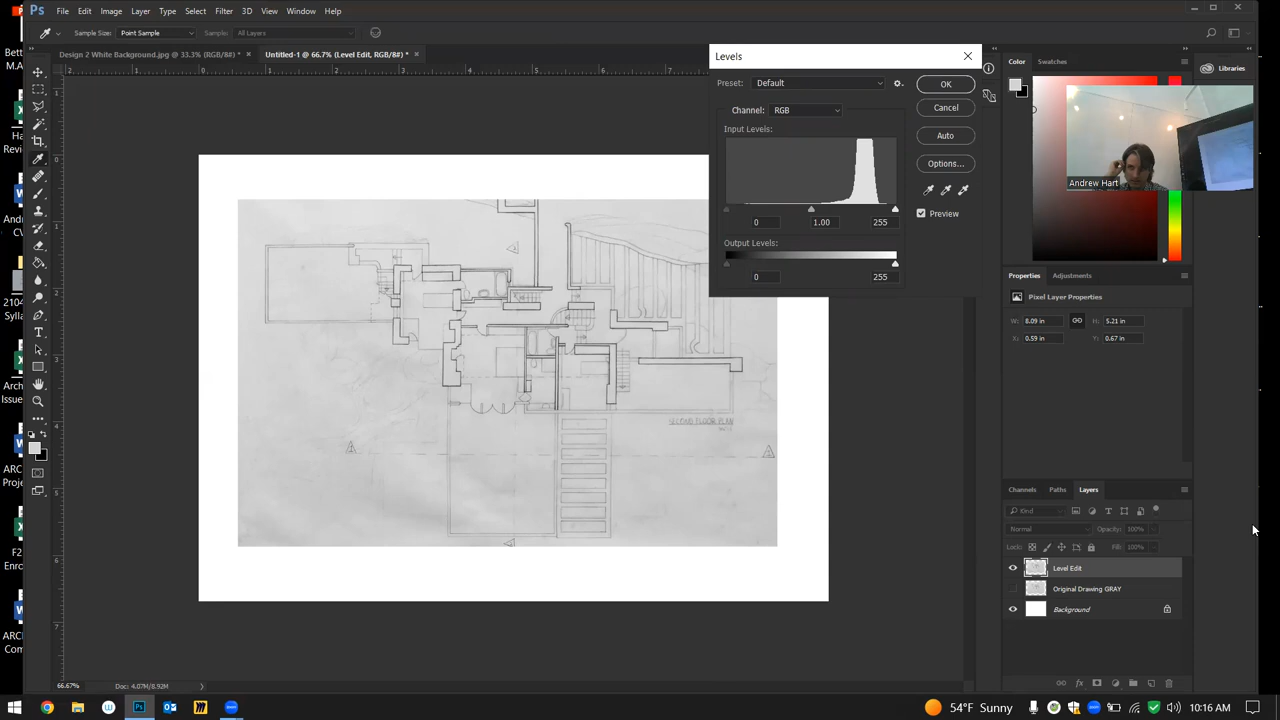 Ps File Edit Image Layer Type Select Filter 3D View Window Help
Sample Size: Point Sample Sample: All Layers
Design 2 White Background.jpg @ 33.3% (RGB/8#) * × Untitled-1 @ 66.7% (Level Edit, RGB/8#) * ×
Levels
Preset: Default
Channel: RGB
Input Levels:
0 1.00 255
Output Levels:
0 255
OK
Cancel
Auto
Options...
Preview
Color Swatches
Libraries
Andrew Hart
Properties Adjustments
Pixel Layer Properties
W: 8.09 in H: 5.21 in
X: 0.59 in Y: 0.67 in
Channels Paths Layers
Kind
Normal Opacity: 100%
Lock: Fill: 100%
Level Edit
Original Drawing GRAY
Background
SECOND FLOOR PLAN
66.67% Doc: 4.07M/8.92M
54°F Sunny 10:16 AM